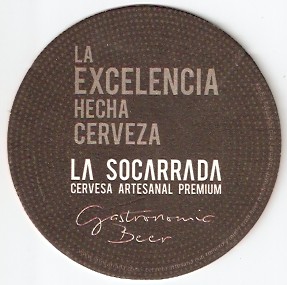 LA
EXCELENCIA
HECHA
CERVEZA
LA SOCARRADA
CERVESA ARTESANAL PREMIUM
Gastronomic
Beer